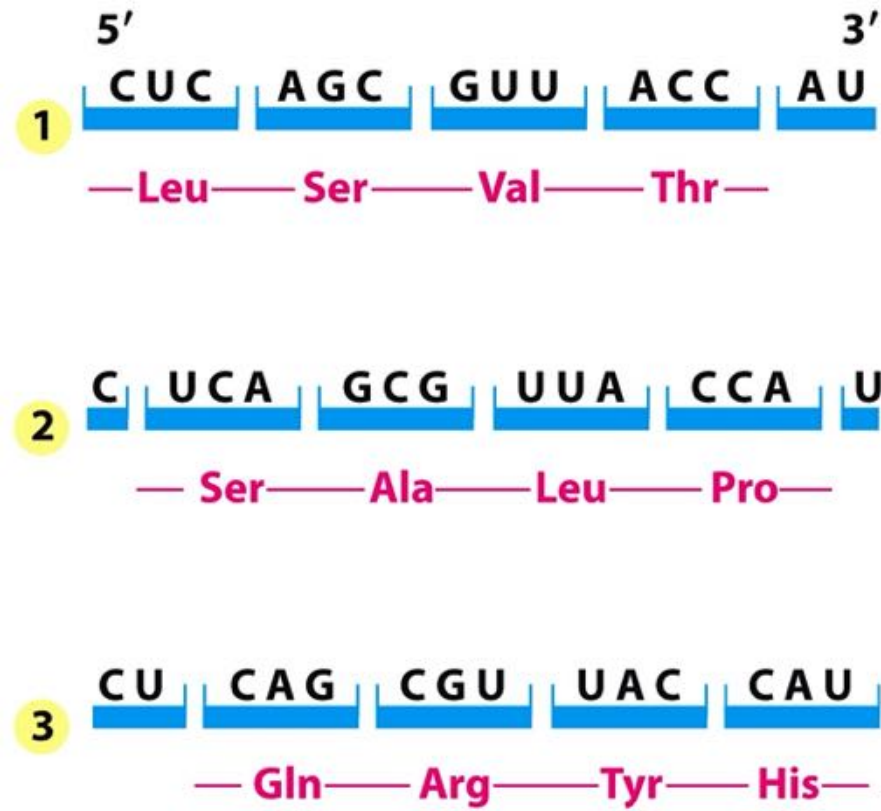 5′ 3′
CUC AGC GUU ACC AU
1
Leu Ser Val Thr
C UCA GCG UUA CCA U
2
Ser Ala Leu Pro
CU CAG CGU UAC CAU
3
Gln Arg Tyr His